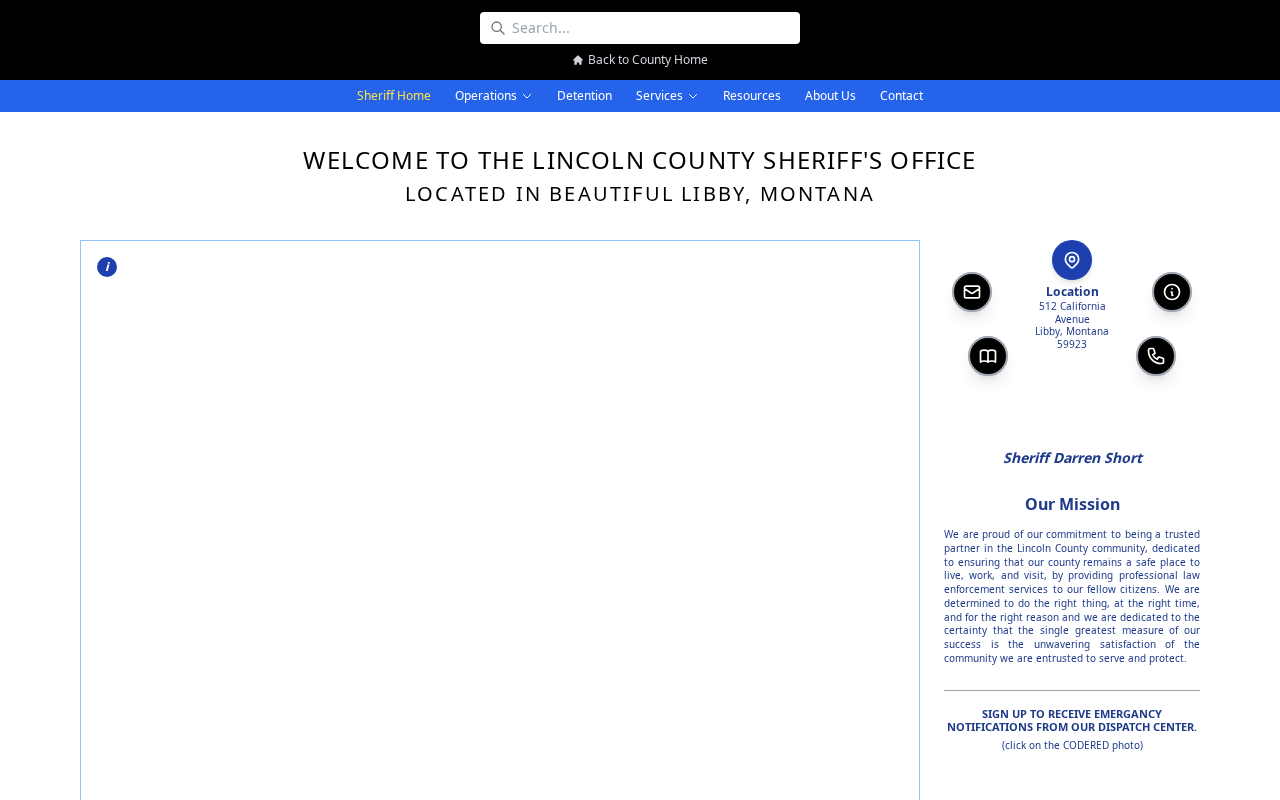 Search...
Back to County Home
Sheriff Home
Operations
Detention
Services
Resources
About Us
Contact
WELCOME TO THE LINCOLN COUNTY SHERIFF'S OFFICE
LOCATED IN BEAUTIFUL LIBBY, MONTANA
i
Location
512 California
Avenue
Libby, Montana
59923
Sheriff Darren Short
Our Mission
We are proud of our commitment to being a trusted
partner in the Lincoln County community, dedicated
to ensuring that our county remains a safe place to
live, work, and visit, by providing professional law
enforcement services to our fellow citizens. We are
determined to do the right thing, at the right time,
and for the right reason and we are dedicated to the
certainty that the single greatest measure of our
success is the unwavering satisfaction of the
community we are entrusted to serve and protect.
SIGN UP TO RECEIVE EMERGANCY
NOTIFICATIONS FROM OUR DISPATCH CENTER.
(click on the CODERED photo)